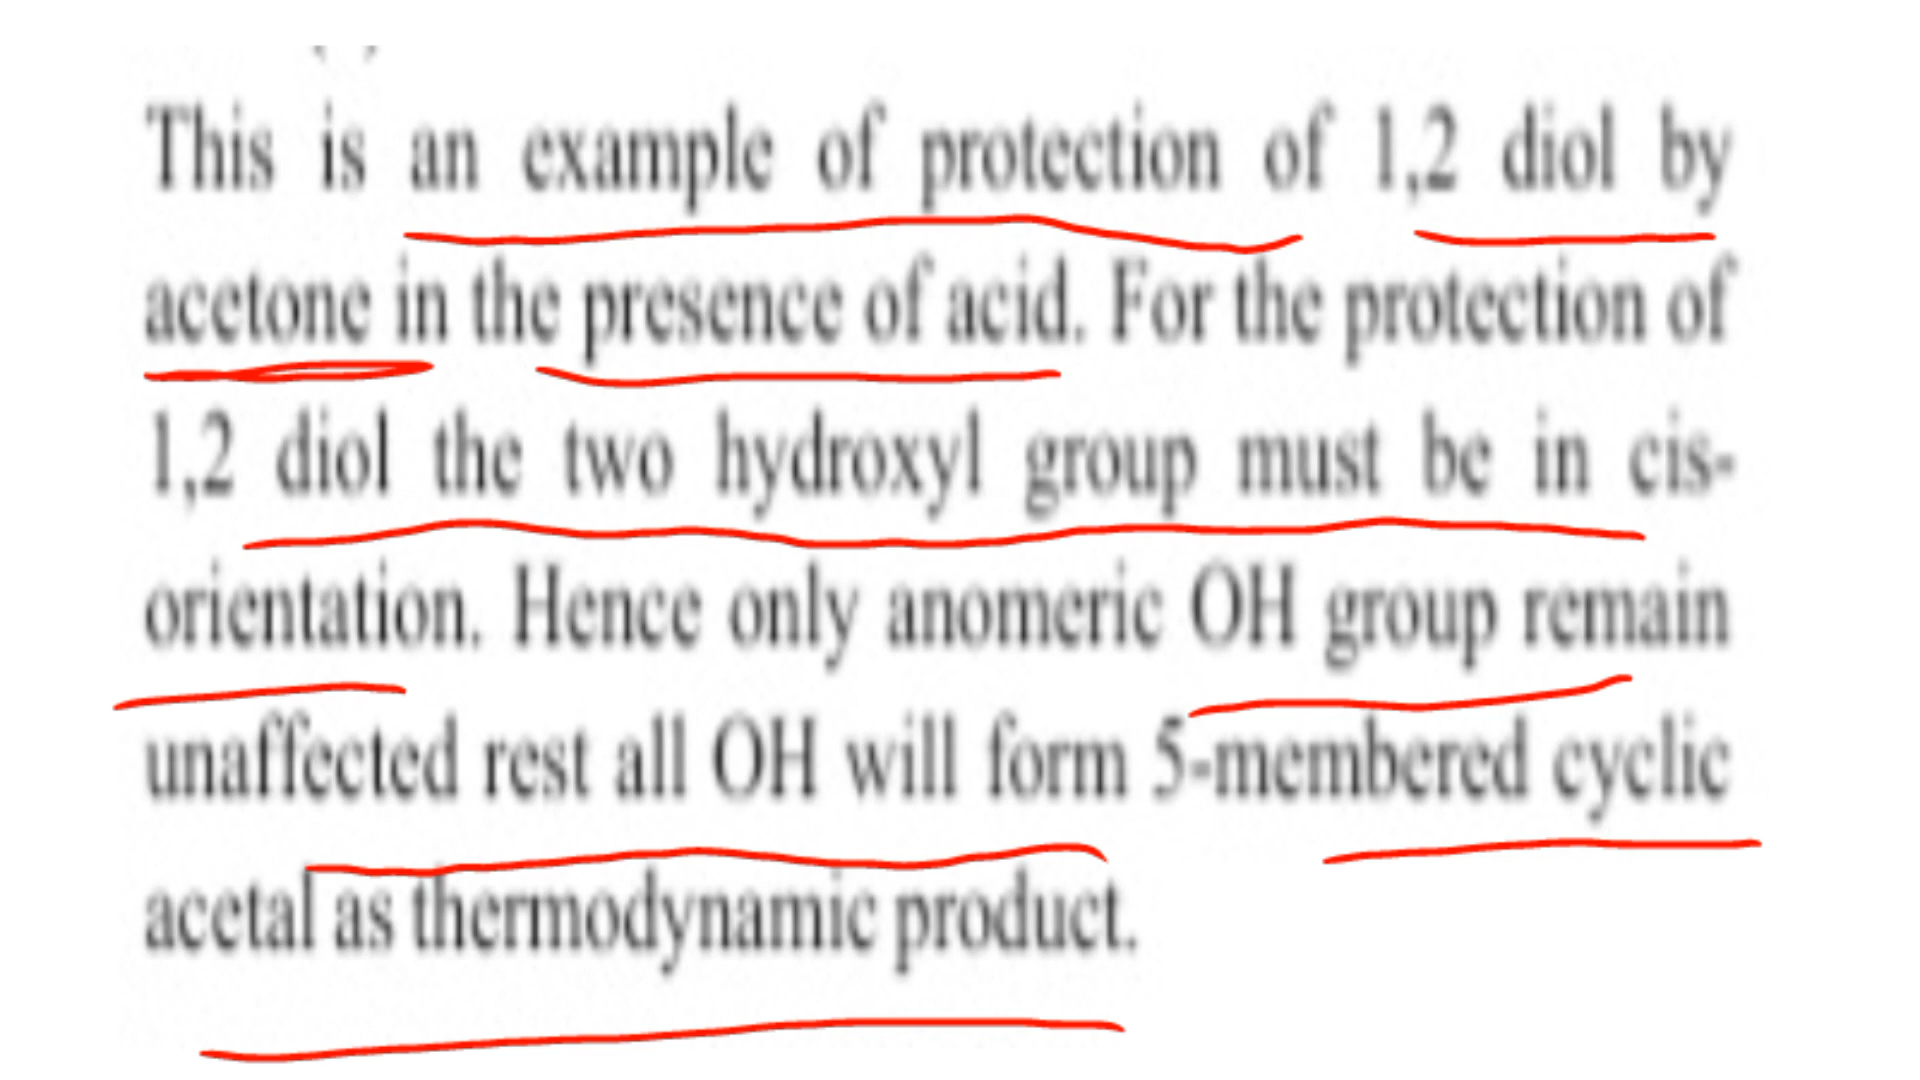 This is an example of protection of 1,2 diol by
acetone in the presence of acid. For the protection of
1,2 diol the two hydroxyl group must be in cis-
orientation. Hence only anomeric OH group remain
unaffected rest all OH will form 5-membered cyclic
acetal as thermodynamic product.